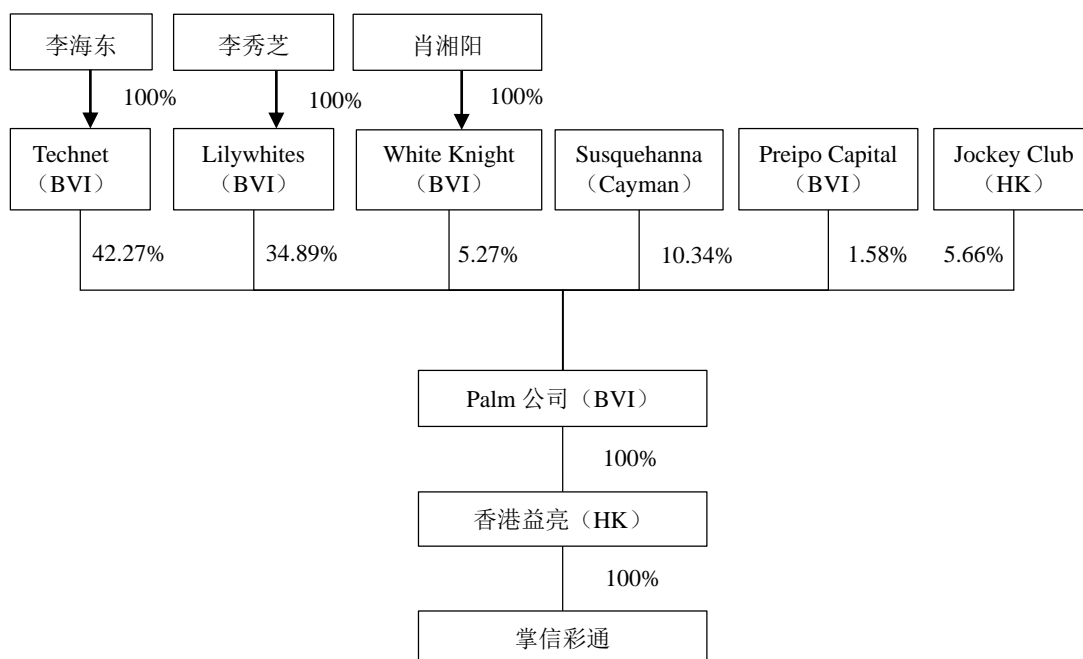 李海东
李秀芝
肖湘阳
100%
100%
100%
Technet
（BVI）
Lilywhites
（BVI）
White Knight
（BVI）
Susquehanna
（Cayman）
Preipo Capital
（BVI）
Jockey Club
（HK）
42.27%
34.89%
5.27%
10.34%
1.58%
5.66%
Palm 公司（BVI）
100%
香港益亮（HK）
100%
掌信彩通